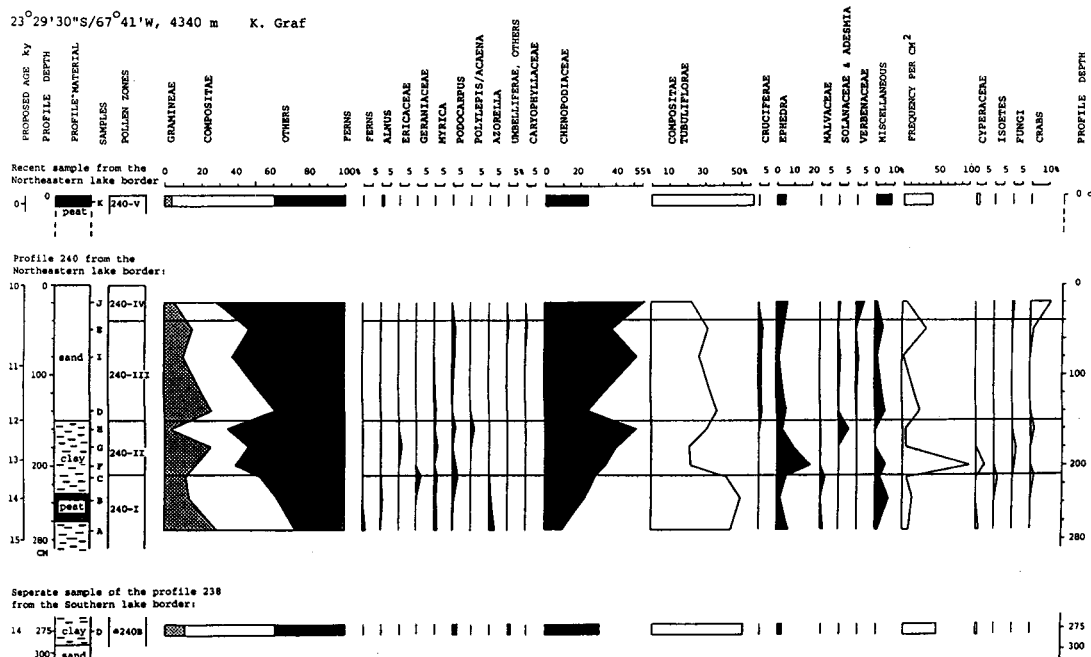 23°29'30"S/67°41'W, 4340 m K. Graf
PROPOSED AGE ky
PROFILE DEPTH
PROFILE-MATERIAL
SAMPLES
POLLEN ZONES
GRAMINEAE
COMPOSITAE
OTHERS
FERNS
FERNS
ALNUS
ERICACEAE
GERANIACEAE
MYRICA
PODOCARPUS
POLYLEPIS/ACAENA
AZORELLA
UMBELLIFERAE, OTHERS
CARYOPHYLLACEAE
CHENOPODIACEAE
COMPOSITAE
TUBULIFLORAE
CRUCIFERAE
EPHEDRA
MALVACEAE
SOLANACEAE & ADESMIA
VERBENACEAE
MISCELLANEOUS
FREQUENCY PER CM²
CYPERACEAE
ISOETES
FUNGI
CRABS
PROFILE DEPTH
Recent sample from the
Northeastern lake border
0 20 40 60 80 100% 5 5 5 5 5 5 5 5 5% 5 0 20 40 55% 10 30 50% 5 0 10 20 5 5 5 0 10% 50 100 5 5 5 10%
0 0 peat K 240-V 0
Profile 240 from the
Northeastern lake border:
10 0 0
J 240-IV
E
sand I
11 100 240-III 100
D
12 H
G 240-II
clay
13 200 F 200
C
14 peat B 240-I
A
15 280 280
CM
Seperate sample of the profile 238
from the Southern lake border:
14 275 clay D *240B 275
300 sand 300